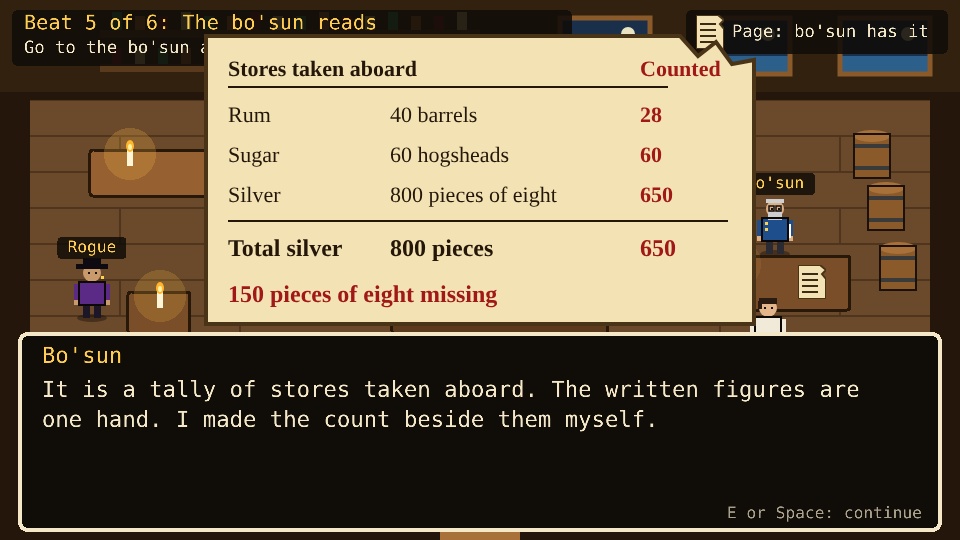 Beat 5 of 6: The bo'sun reads
Go to the bo'sun
Page: bo'sun has it
Stores taken aboard Counted
Rum 40 barrels 28
Sugar 60 hogsheads 60
Silver 800 pieces of eight 650
Total silver 800 pieces 650
150 pieces of eight missing
o'sun
Rogue
Bo'sun
It is a tally of stores taken aboard. The written figures are
one hand. I made the count beside them myself.
E or Space: continue